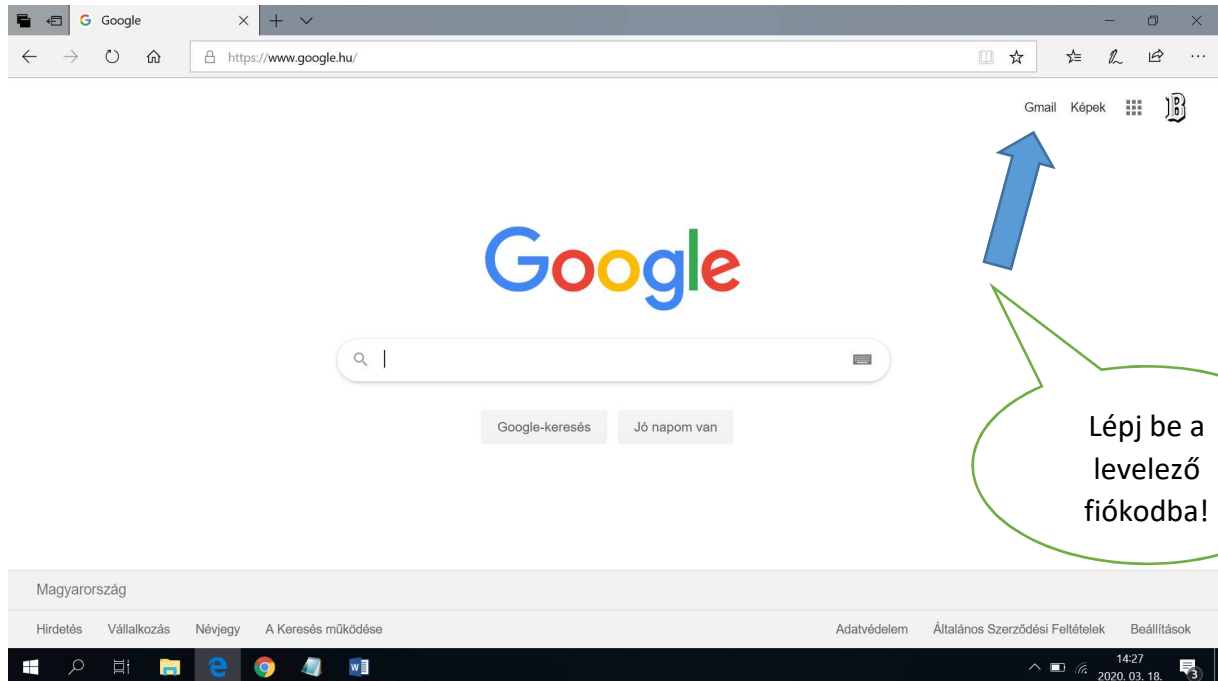 Google
https://www.google.hu/
Gmail Képek
B
Google
Google-keresés Jó napom van
Lépj be a
levelező
fiókodba!
Magyarország
Hirdetés Vállalkozás Névjegy A Keresés működése Adatvédelem Általános Szerződési Feltételek Beállítások
14:27
2020. 03. 18.
3